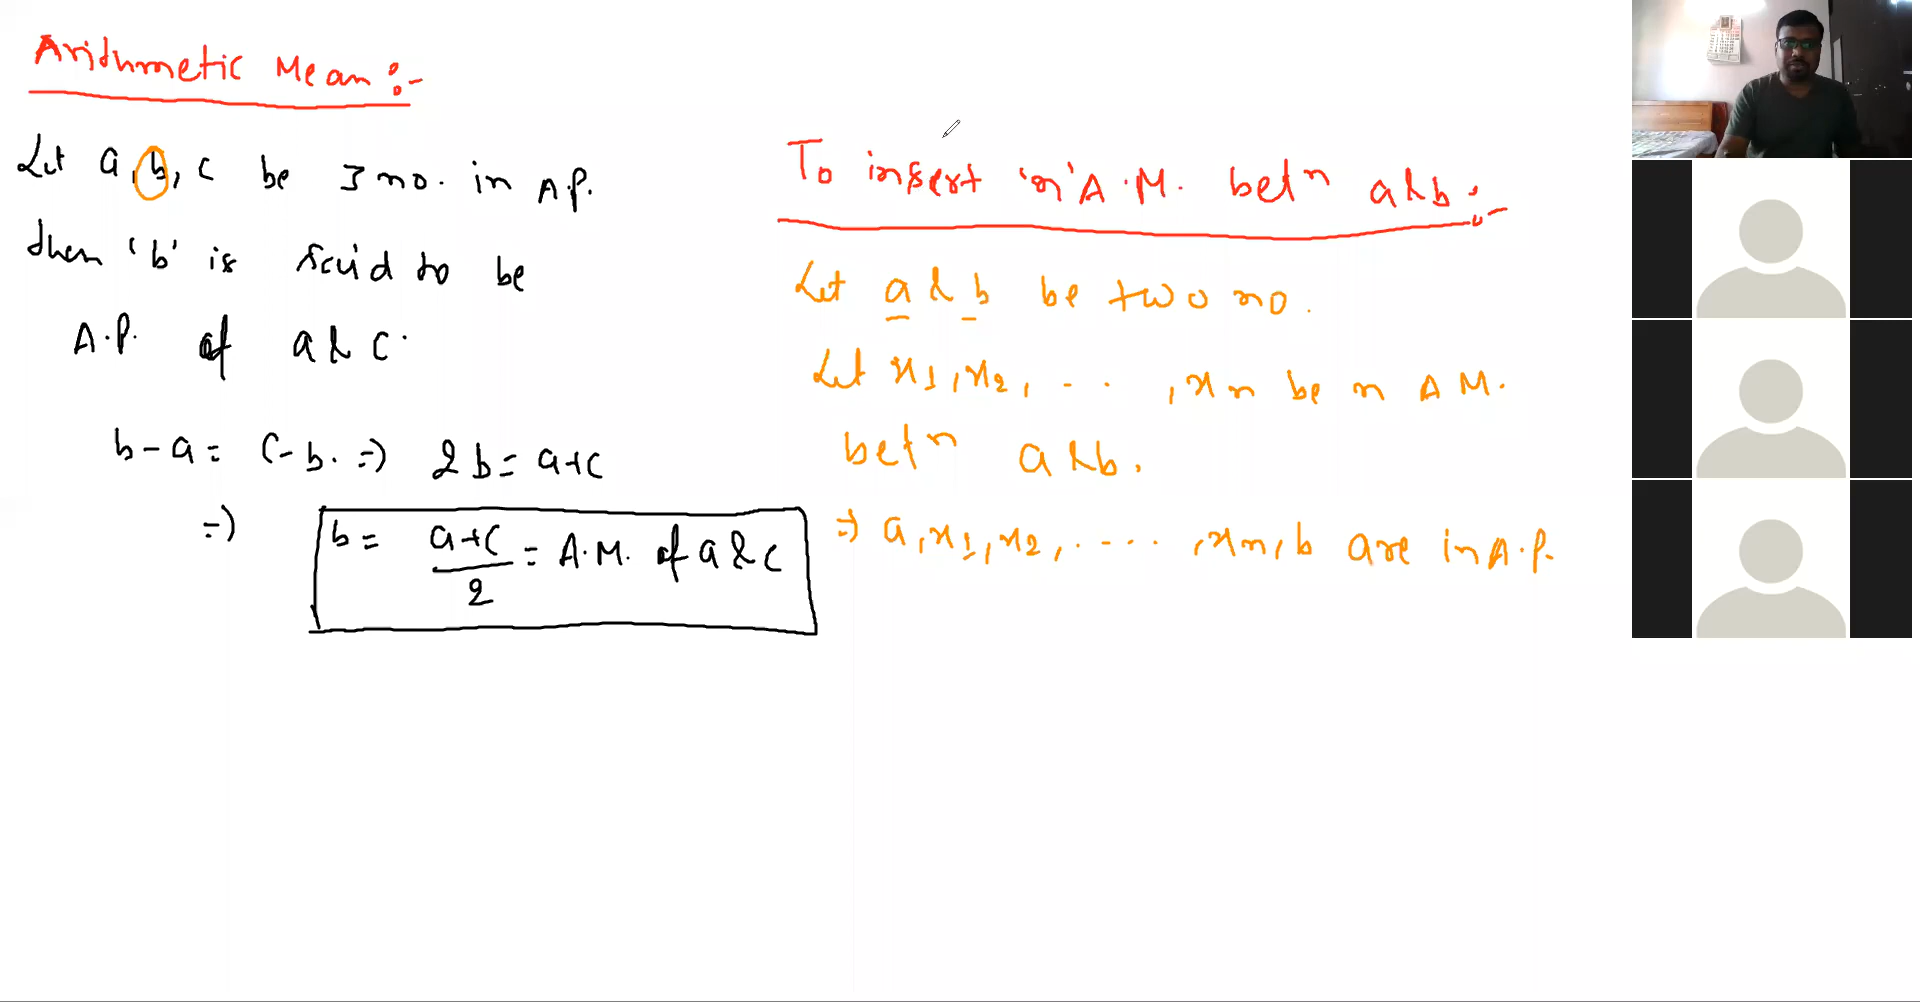 Arithmetic Mean :-
Let a, b, c be 3 no. in A.P.
then 'b' is said to be
A.P. of a & c.
b - a = c - b. => 2b = a+c
=> b = a+c/2 = A.M. of a & c
To insert 'n' A.M. betn a & b :-
Let a & b be two no.
Let x1, x2, - - - , xn be n A M.
betn a & b.
=> a, x1, x2, - - - - , xn, b are in A.P.